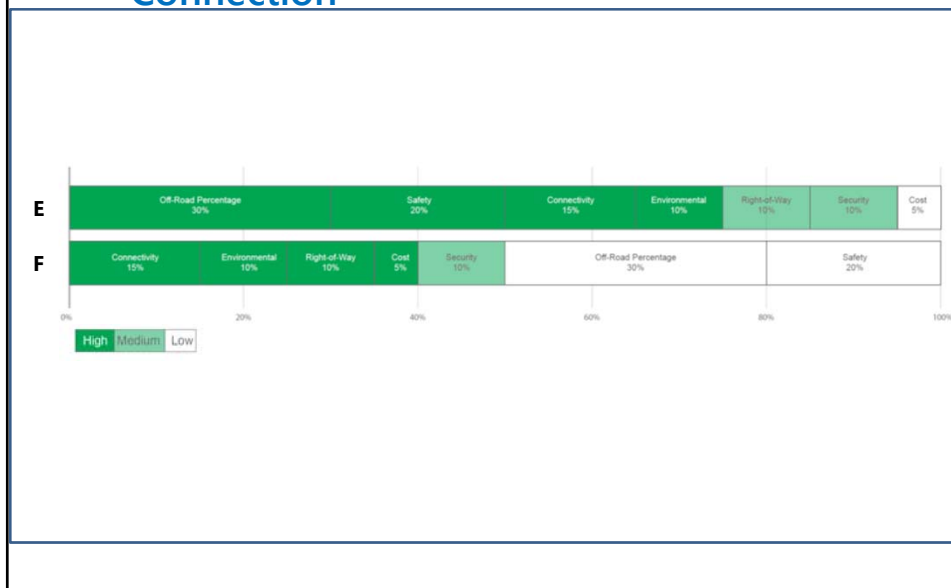 Connection
E
Off-Road Percentage
30%
Safety
20%
Connectivity
15%
Environmental
10%
Right-of-Way
10%
Security
10%
Cost
5%
F
Connectivity
15%
Environmental
10%
Right-of-Way
10%
Cost
5%
Security
10%
Off-Road Percentage
30%
Safety
20%
0% 20% 40% 60% 80% 100%
High Medium Low